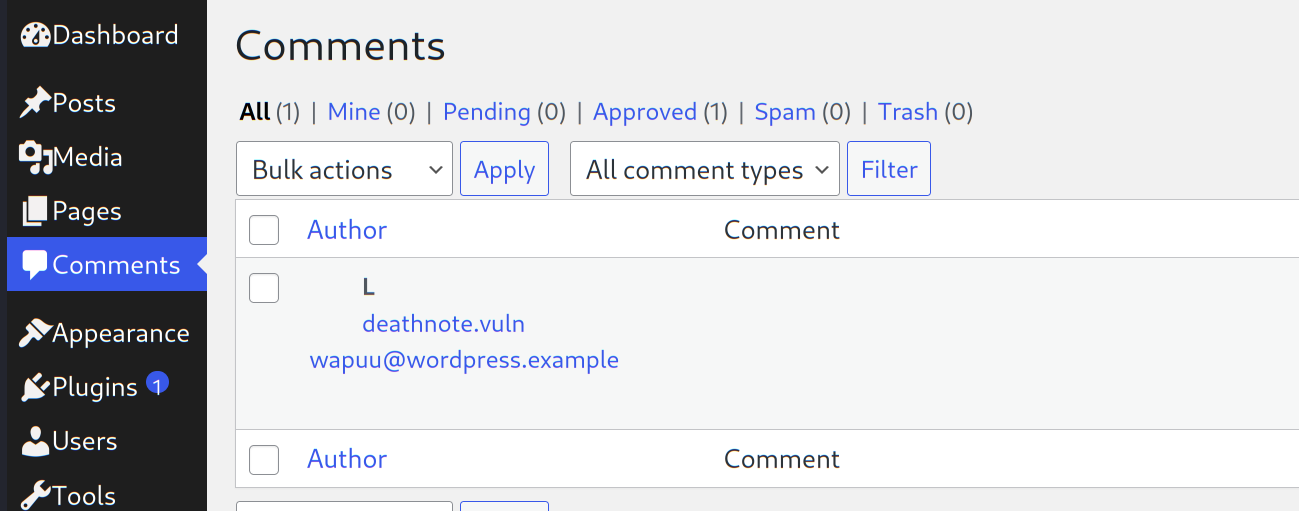 Dashboard
Posts
Media
Pages
Comments
Appearance
Plugins 1
Users
Tools
Comments
All (1) | Mine (0) | Pending (0) | Approved (1) | Spam (0) | Trash (0)
Bulk actions Apply All comment types Filter
Author Comment
L
deathnote.vuln
wapuu@wordpress.example
Author Comment